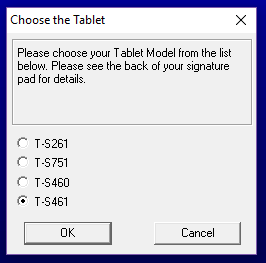 Choose the Tablet
Please choose your Tablet Model from the list
below. Please see the back of your signature
pad for details.
T-S261
T-S751
T-S460
T-S461
OK
Cancel